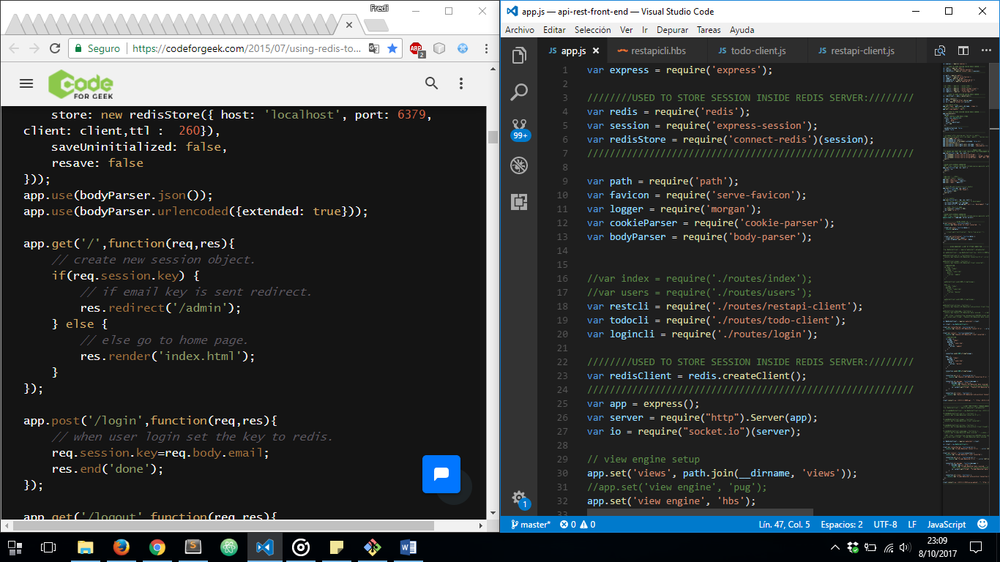 Fredi
Seguro
https://codeforgeek.com/2015/07/using-redis-to...
ABP
2
Code
FOR GEEK
store: new redisStore({ host: 'localhost', port: 6379,
client: client,ttl :  260}),
saveUninitialized: false,
resave: false
}));
app.use(bodyParser.json());
app.use(bodyParser.urlencoded({extended: true}));
app.get('/',function(req,res){
// create new session object.
if(req.session.key) {
// if email key is sent redirect.
res.redirect('/admin');
} else {
// else go to home page.
res.render('index.html');
}
});
app.post('/login',function(req,res){
// when user login set the key to redis.
req.session.key=req.body.email;
res.end('done');
});
app.get('/logout',function(req,res){
app.js — api-rest-front-end — Visual Studio Code
Archivo Editar Selección Ver Ir Depurar Tareas Ayuda
JS app.js
restapicli.hbs
JS todo-client.js
JS restapi-client.js
99+
1
1 var express = require('express');
2
3 ////////USED TO STORE SESSION INSIDE REDIS SERVER:////////
4 var redis = require('redis');
5 var session = require('express-session');
6 var redisStore = require('connect-redis')(session);
7 //////////////////////////////////////////////////////////
8
9 var path = require('path');
10 var favicon = require('serve-favicon');
11 var logger = require('morgan');
12 var cookieParser = require('cookie-parser');
13 var bodyParser = require('body-parser');
14
15
16 //var index = require('./routes/index');
17 //var users = require('./routes/users');
18 var restcli = require('./routes/restapi-client');
19 var todocli = require('./routes/todo-client');
20 var logincli = require('./routes/login');
21
22 ////////USED TO STORE SESSION INSIDE REDIS SERVER:////////
23 var redisClient = redis.createClient();
24 //////////////////////////////////////////////////////////
25 var app = express();
26 var server = require("http").Server(app);
27 var io = require("socket.io")(server);
28
29 // view engine setup
30 app.set('views', path.join(__dirname, 'views'));
31 //app.set('view engine', 'pug');
32 app.set('view engine', 'hbs');
33
master* 0 0 Lín. 47, Col. 5 Espacios: 2 UTF-8 LF JavaScript
23:09
8/10/2017